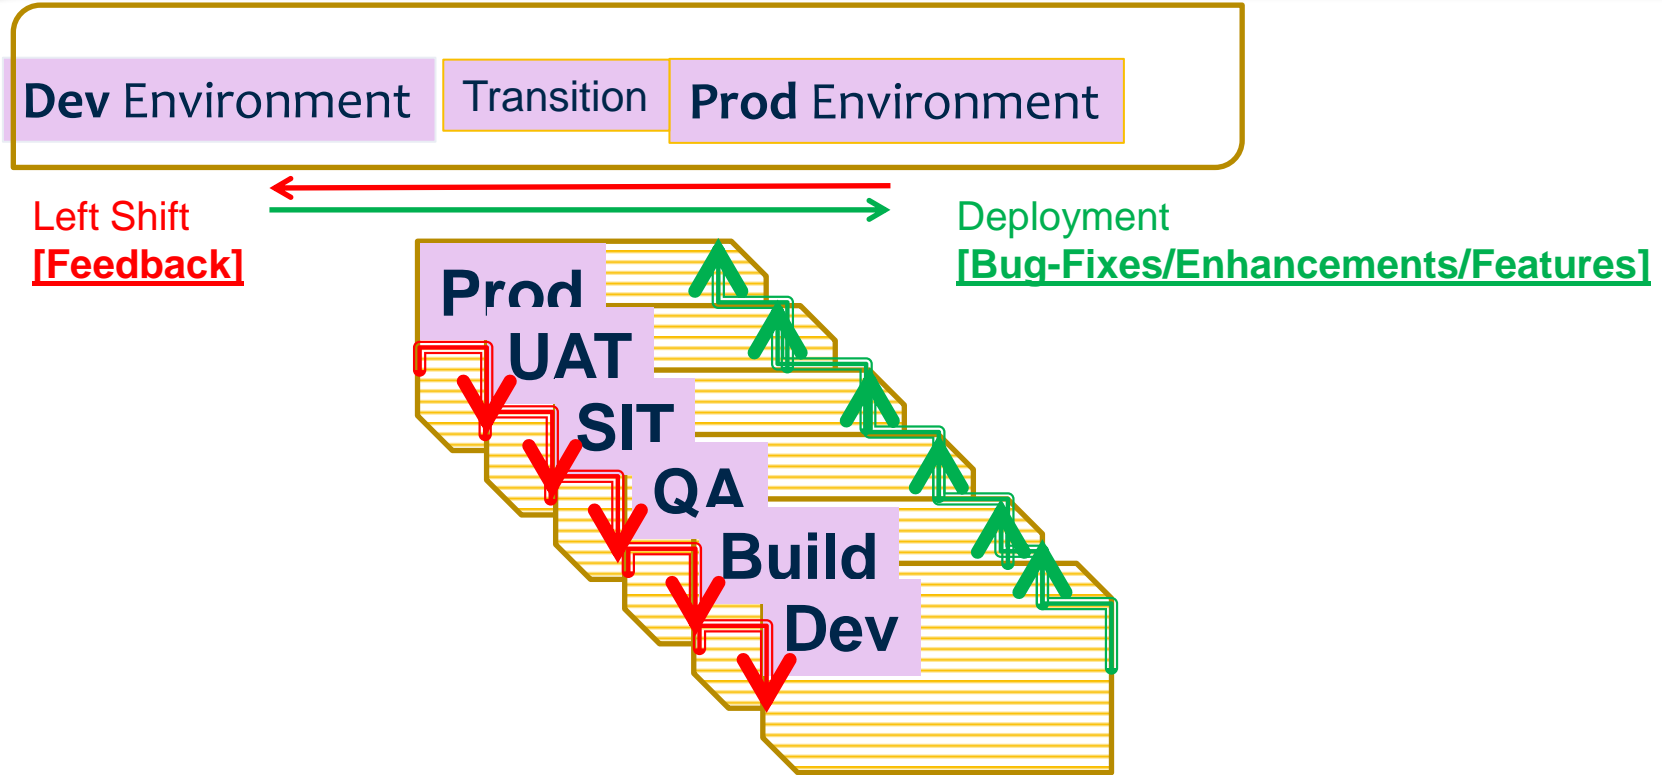 Dev Environment
Transition
Prod Environment
Left Shift
[Feedback]
Deployment
[Bug-Fixes/Enhancements/Features]
Prod
UAT
SIT
QA
Build
Dev